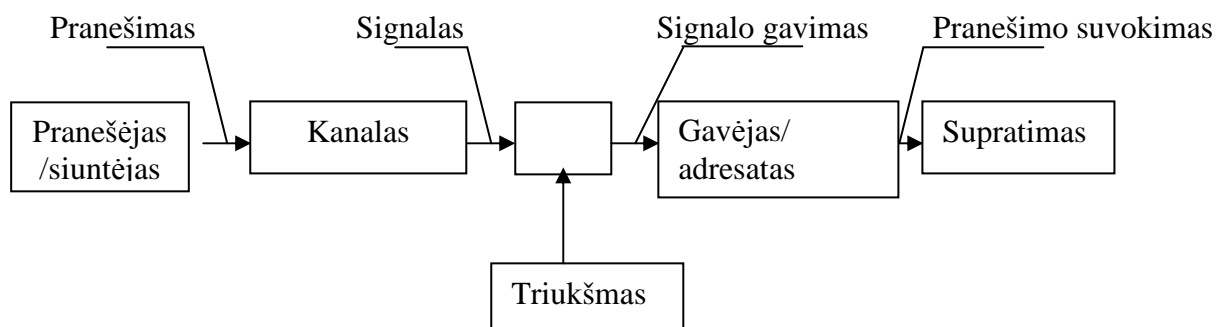 Pranešimas
Signalas
Signalo gavimas
Pranešimo suvokimas
Pranešėjas
/siuntėjas
Kanalas
Gavėjas/
adresatas
Supratimas
Triukšmas